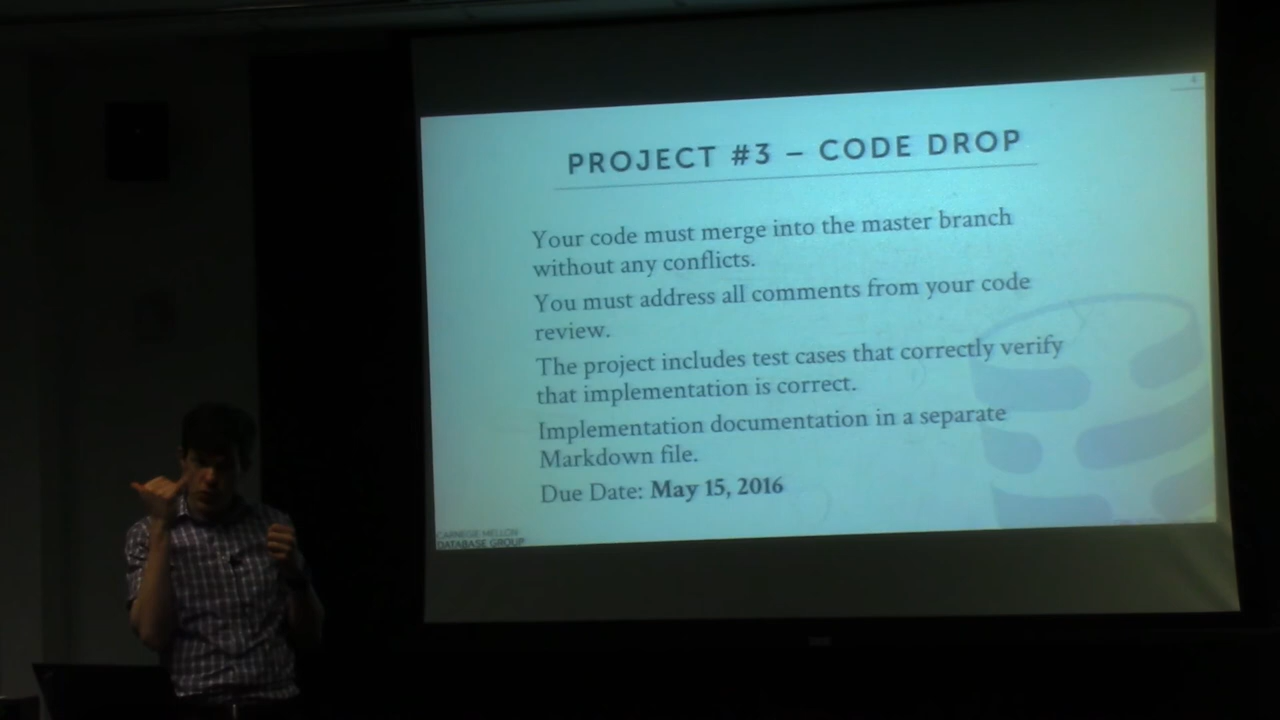 4
PROJECT #3 – CODE DROP
Your code must merge into the master branch
without any conflicts.
You must address all comments from your code
review.
The project includes test cases that correctly verify
that implementation is correct.
Implementation documentation in a separate
Markdown file.
Due Date: May 15, 2016
CARNEGIE MELLON
DATABASE GROUP